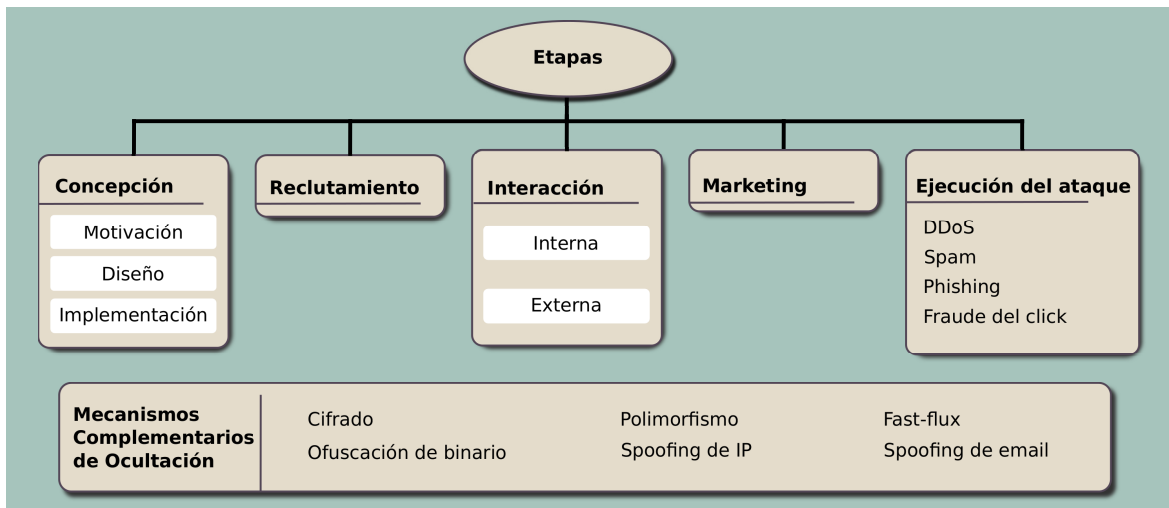 Etapas
Concepción
Motivación
Diseño
Implementación
Reclutamiento
Interacción
Interna
Externa
Marketing
Ejecución del ataque
DDoS
Spam
Phishing
Fraude del click
Mecanismos
Complementarios
de Ocultación
Cifrado
Ofuscación de binario
Polimorfismo
Spoofing de IP
Fast-flux
Spoofing de email